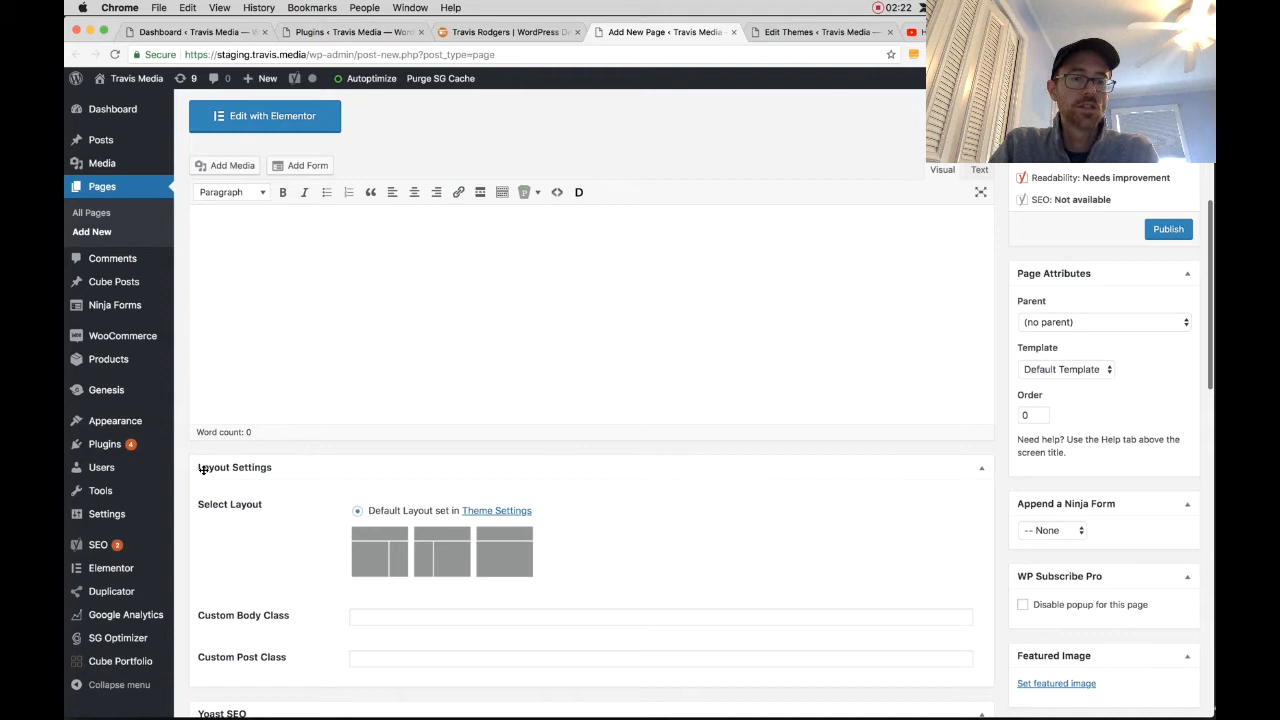 Chrome File Edit View History Bookmarks People Window Help 02:22
Dashboard ‹ Travis Media — W
Plugins ‹ Travis Media — Word
Travis Rodgers | WordPress De
Add New Page ‹ Travis Media –
Edit Themes ‹ Travis Media —
Secure https://staging.travis.media/wp-admin/post-new.php?post_type=page
Travis Media 9 0 + New Autoptimize Purge SG Cache
Dashboard
Posts
Media
Pages
All Pages
Add New
Comments
Cube Posts
Ninja Forms
WooCommerce
Products
Genesis
Appearance
Plugins 4
Users
Tools
Settings
SEO 2
Elementor
Duplicator
Google Analytics
SG Optimizer
Cube Portfolio
Collapse menu
Edit with Elementor
Add Media Add Form
Visual Text
Paragraph B I D
Word count: 0
Layout Settings
Select Layout
Default Layout set in Theme Settings
Custom Body Class
Custom Post Class
Yoast SEO
Readability: Needs improvement
SEO: Not available
Publish
Page Attributes
Parent
(no parent)
Template
Default Template
Order
0
Need help? Use the Help tab above the
screen title.
Append a Ninja Form
-- None
WP Subscribe Pro
Disable popup for this page
Featured Image
Set featured image